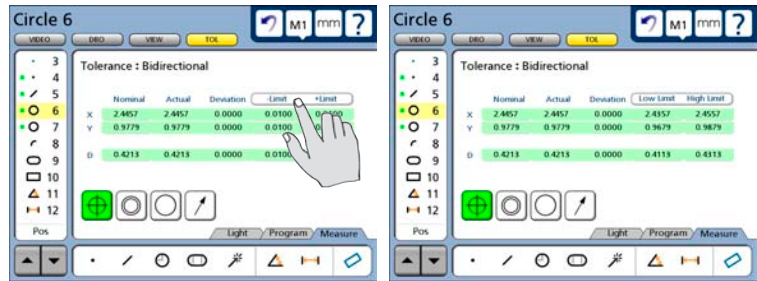 Circle 6
M1 mm ?
VIDEO DRO VIEW TOL
3
4
5
6
7
8
9
10
11
12
Pos
Tolerance : Bidirectional
Nominal Actual Deviation -Limit +Limit
X 2.4457 2.4457 0.0000 0.0100 0.0100
Y 0.9779 0.9779 0.0000 0.0100
D 0.4213 0.4213 0.0000 0.0100
Light Program Measure
Circle 6
M1 mm ?
VIDEO DRO VIEW TOL
3
4
5
6
7
8
9
10
11
12
Pos
Tolerance : Bidirectional
Nominal Actual Deviation Low Limit High Limit
X 2.4457 2.4457 0.0000 2.4357 2.4557
Y 0.9779 0.9779 0.0000 0.9679 0.9879
D 0.4213 0.4213 0.0000 0.4113 0.4313
Light Program Measure